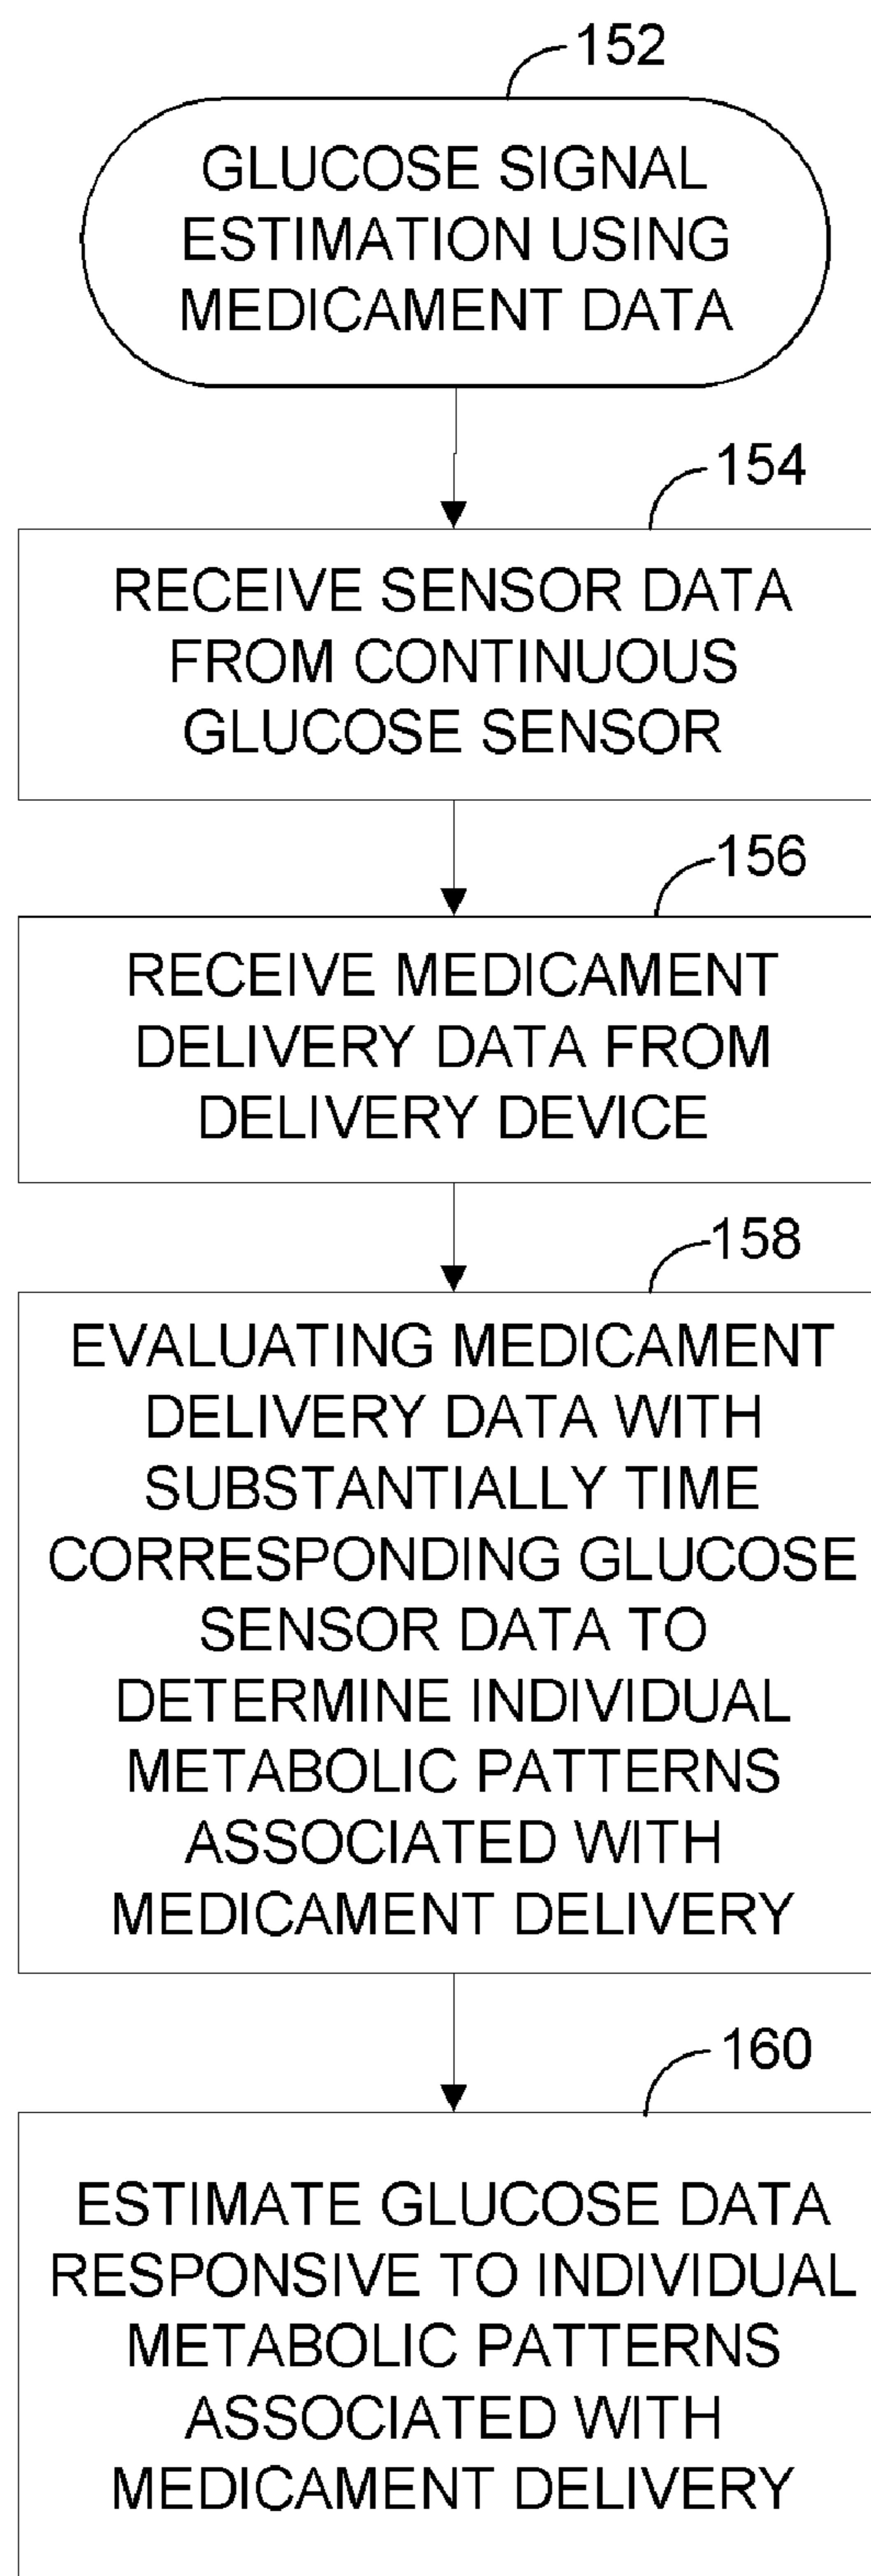 152
GLUCOSE SIGNAL
ESTIMATION USING
MEDICAMENT DATA
154
RECEIVE SENSOR DATA
FROM CONTINUOUS
GLUCOSE SENSOR
156
RECEIVE MEDICAMENT
DELIVERY DATA FROM
DELIVERY DEVICE
158
EVALUATING MEDICAMENT
DELIVERY DATA WITH
SUBSTANTIALLY TIME
CORRESPONDING GLUCOSE
SENSOR DATA TO
DETERMINE INDIVIDUAL
METABOLIC PATTERNS
ASSOCIATED WITH
MEDICAMENT DELIVERY
160
ESTIMATE GLUCOSE DATA
RESPONSIVE TO INDIVIDUAL
METABOLIC PATTERNS
ASSOCIATED WITH
MEDICAMENT DELIVERY